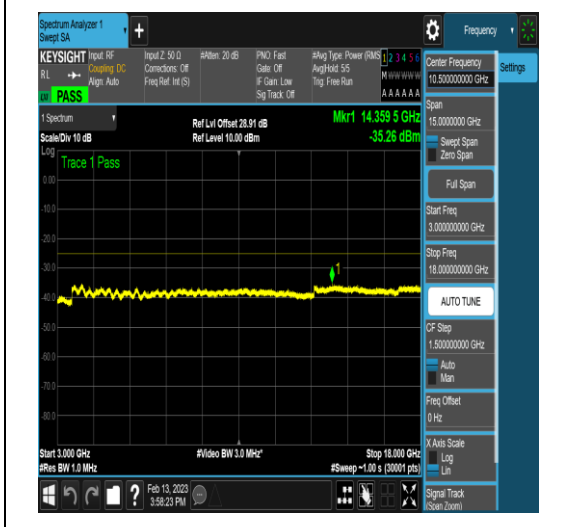 Spectrum Analyzer 1
Swept SA
+
Frequency
KEYSIGHT
RL
Input: RF
Coupling: DC
Align: Auto
Input Z: 50 Ω
Corrections: Off
Freq Ref: Int (S)
#Atten: 20 dB
PNO: Fast
Gate: Off
IF Gain: Low
Sig Track: Off
#Avg Type: Power (RMS
Avg|Hold: 5/5
Trig: Free Run
1 2 3 4 5 6
M W W W W W
A A A A A A
PASS
1 Spectrum
Scale/Div 10 dB
Ref Lvl Offset 28.91 dB
Ref Level 10.00 dBm
Mkr1 14.359 5 GHz
-35.26 dBm
Log
Trace 1 Pass
0.00
-10.0
-20.0
-30.0
-40.0
-50.0
-60.0
-70.0
-80.0
1
Start 3.000 GHz
#Res BW 1.0 MHz
#Video BW 3.0 MHz*
Stop 18.000 GHz
#Sweep ~1.00 s (30001 pts)
?
Feb 13, 2023
3:58:23 PM
Center Frequency
10.500000000 GHz
Settings
Span
15.0000000 GHz
Swept Span
Zero Span
Full Span
Start Freq
3.000000000 GHz
Stop Freq
18.000000000 GHz
AUTO TUNE
CF Step
1.500000000 GHz
Auto
Man
Freq Offset
0 Hz
X Axis Scale
Log
Lin
Signal Track
(Span Zoom)